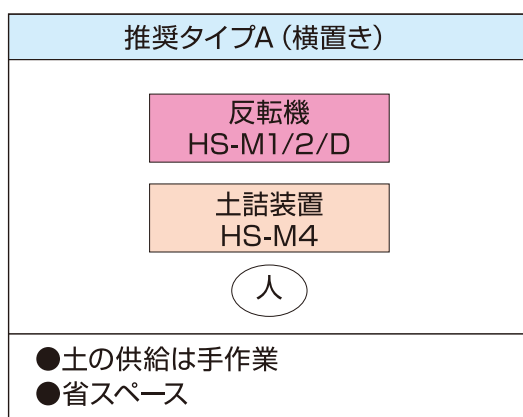 推奨タイプA（横置き）
反転機
HS-M1/2/D
土詰装置
HS-M4
人
●土の供給は手作業
●省スペース